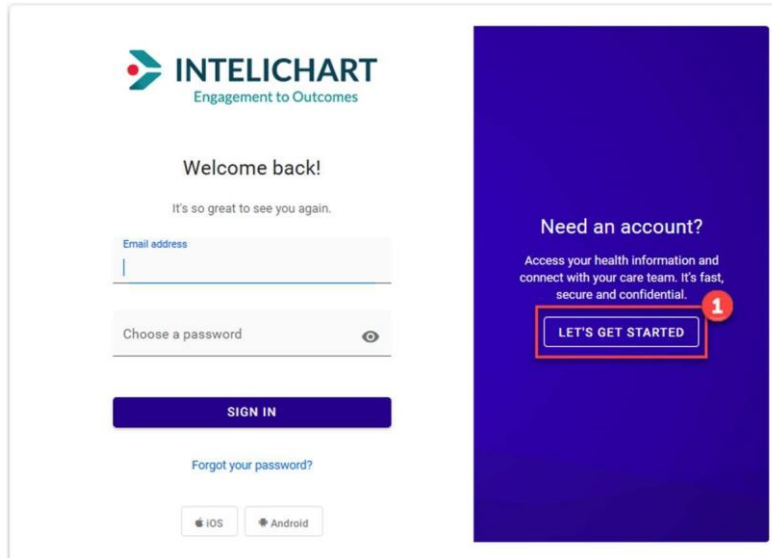 INTELICHART
Engagement to Outcomes
Welcome back!
It's so great to see you again.
Email address
Choose a password
SIGN IN
Forgot your password?
iOS
Android
Need an account?
Access your health information and
connect with your care team. It's fast,
secure and confidential.
1
LET'S GET STARTED